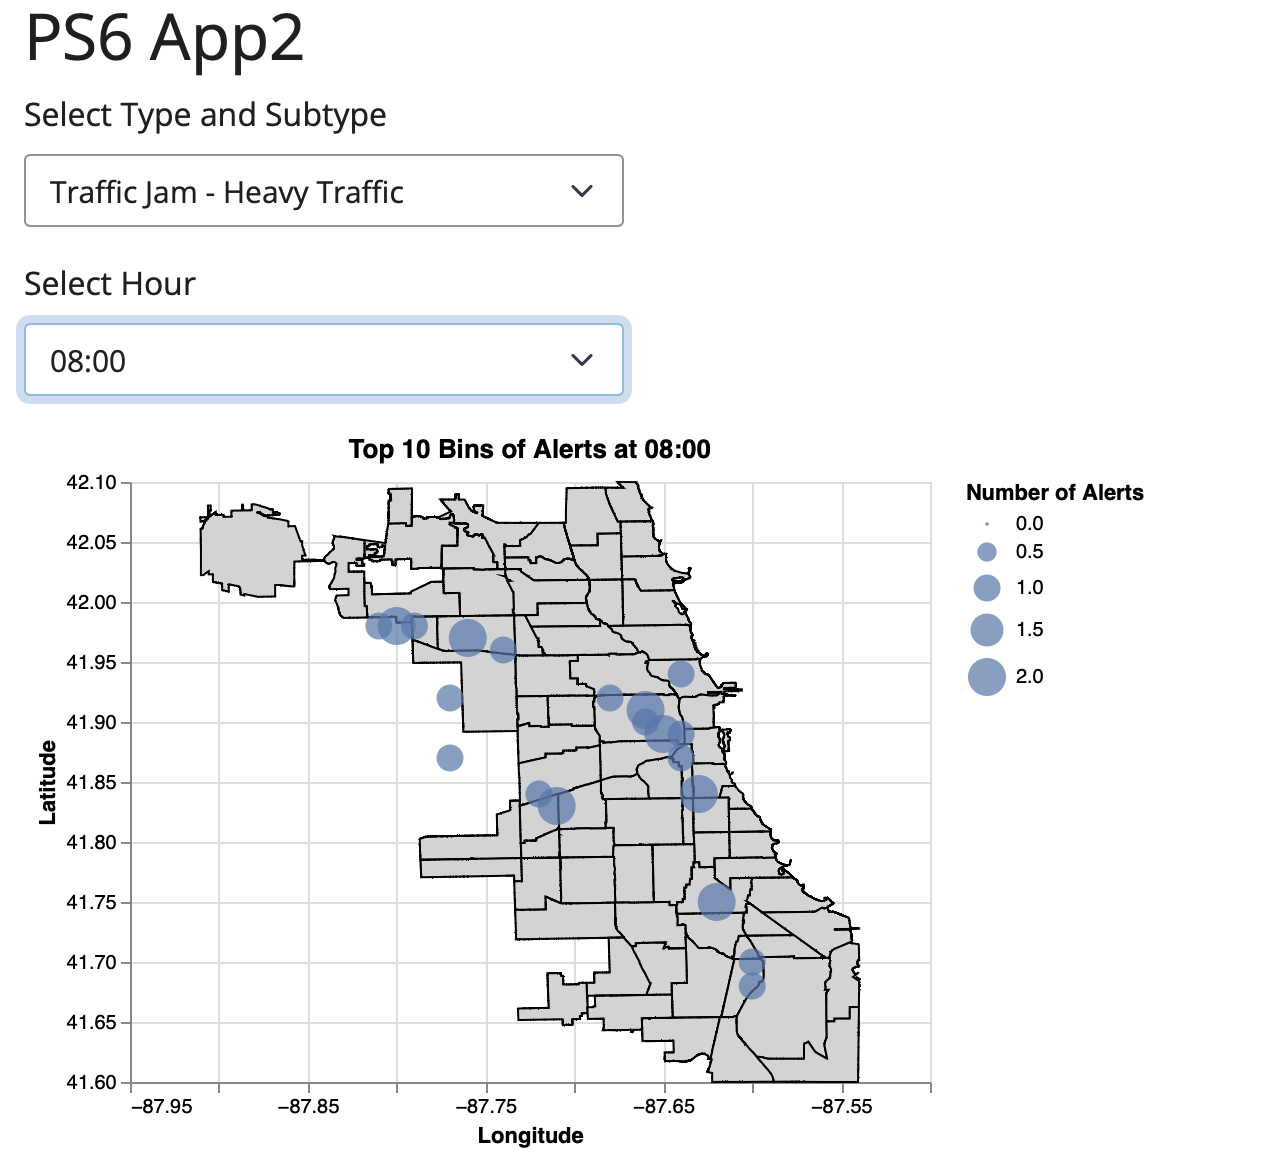 PS6 App2
Select Type and Subtype
Traffic Jam - Heavy Traffic
Select Hour
08:00
Top 10 Bins of Alerts at 08:00
42.10
42.05
42.00
41.95
41.90
41.85
41.80
41.75
41.70
41.65
41.60
Latitude
−87.95
−87.85
−87.75
−87.65
−87.55
Longitude
Number of Alerts
0.0
0.5
1.0
1.5
2.0